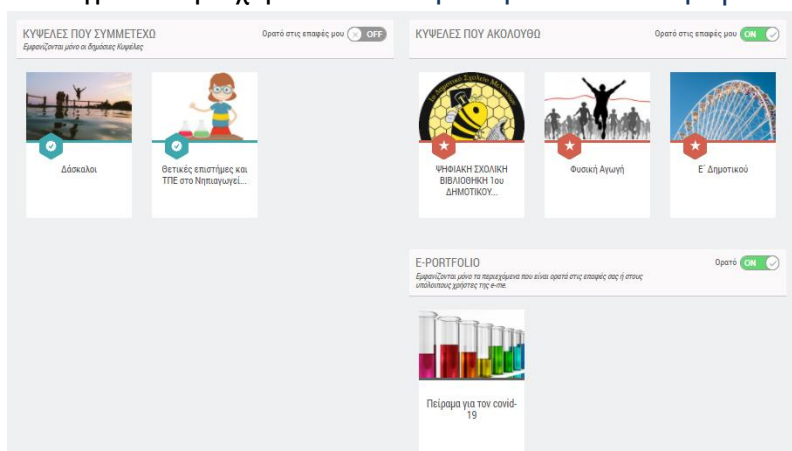 ΚΥΨΕΛΕΣ ΠΟΥ ΣΥΜΜΕΤΕΧΩ
Ορατό στις επαφές μου OFF
Εμφανίζονται μόνο οι δημόσιες Κυψέλες
Δάσκαλοι
Θετικές επιστήμες και
ΤΠΕ στο Νηπιαγωγεί...
ΚΥΨΕΛΕΣ ΠΟΥ ΑΚΟΛΟΥΘΩ
Ορατό στις επαφές μου ON
1ο Δημοτικό Σχολείο
ΨΗΦΙΑΚΗ ΣΧΟΛΙΚΗ
ΒΙΒΛΙΟΘΗΚΗ 1ου
ΔΗΜΟΤΙΚΟΥ...
Φυσική Αγωγή
Ε΄ Δημοτικού
E-PORTFOLIO
Ορατό ON
Εμφανίζονται μόνο τα περιεχόμενα που είναι ορατά στις επαφές σας ή στους
υπόλοιπους χρήστες της e-me.
Πείραμα για τον covid-
19